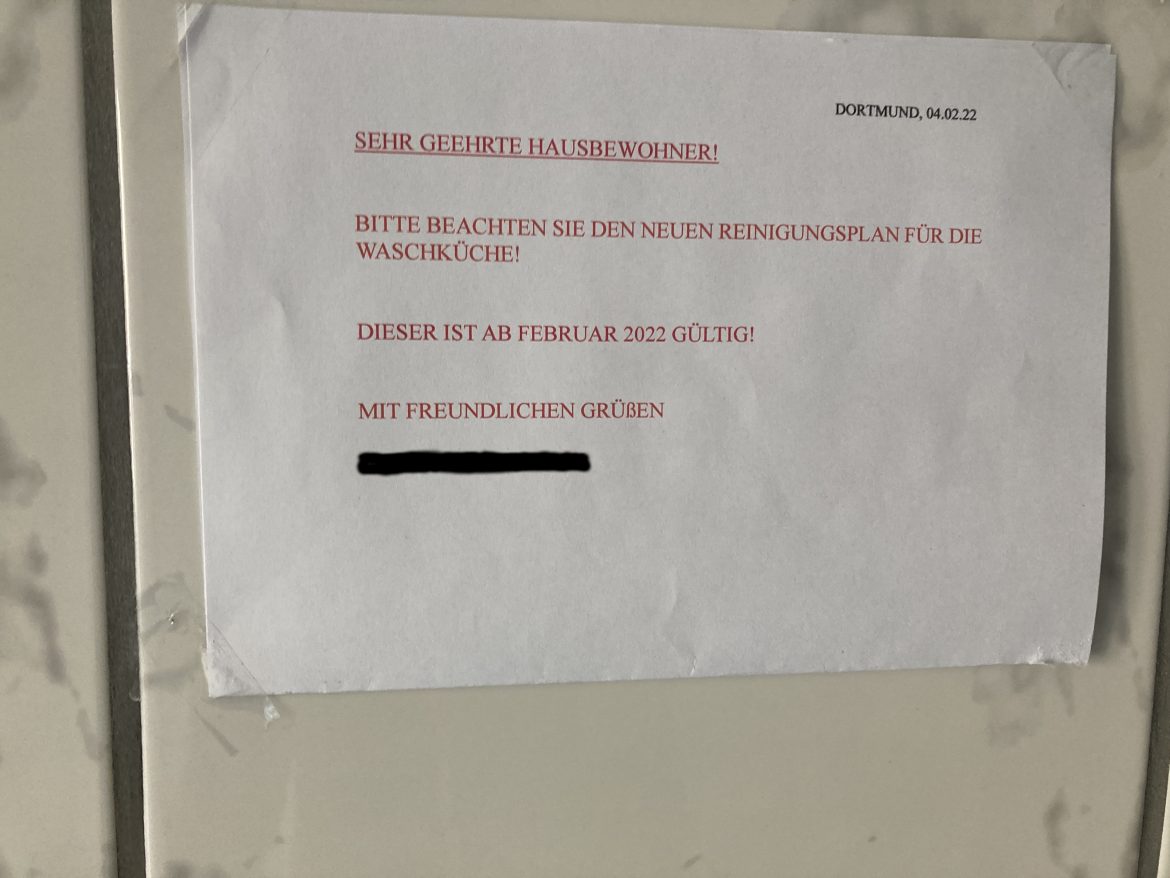 DORTMUND, 04.02.22
SEHR GEEHRTE HAUSBEWOHNER!
BITTE BEACHTEN SIE DEN NEUEN REINIGUNGSPLAN FÜR DIE
WASCHKÜCHE!
DIESER IST AB FEBRUAR 2022 GÜLTIG!
MIT FREUNDLICHEN GRÜßEN